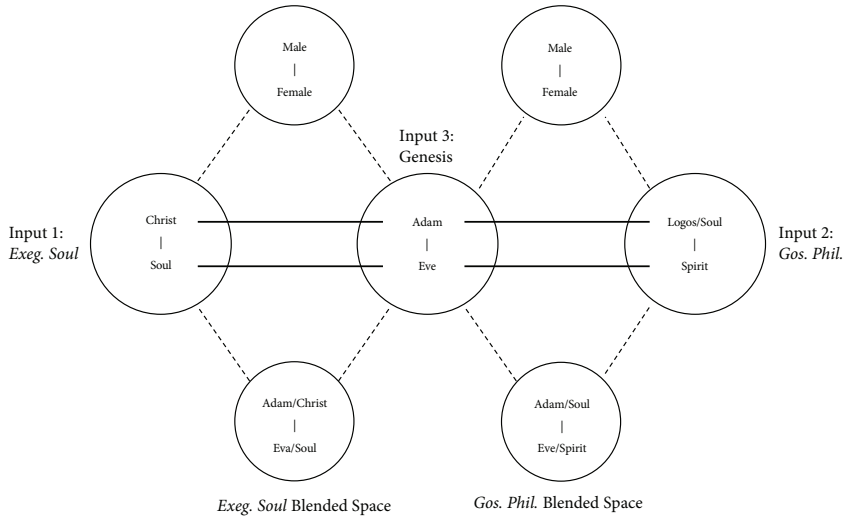 Male
|
Female
Male
|
Female
Input 3:
Genesis
Input 1:
Exeg. Soul
Christ
|
Soul
Adam
|
Eve
Logos/Soul
|
Spirit
Input 2:
Gos. Phil.
Adam/Christ
|
Eva/Soul
Adam/Soul
|
Eve/Spirit
Exeg. Soul Blended Space
Gos. Phil. Blended Space